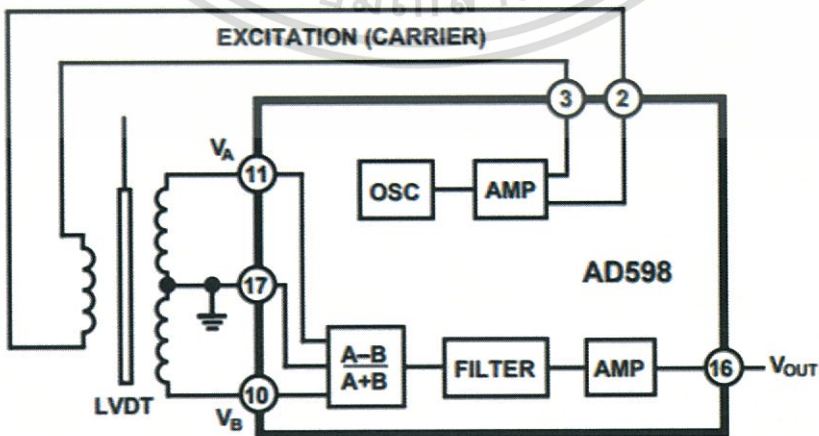 EXCITATION (CARRIER)
3
2
VA
11
OSC
AMP
17
AD598
A–B
A+B
FILTER
AMP
16
VOUT
10
LVDT
VB